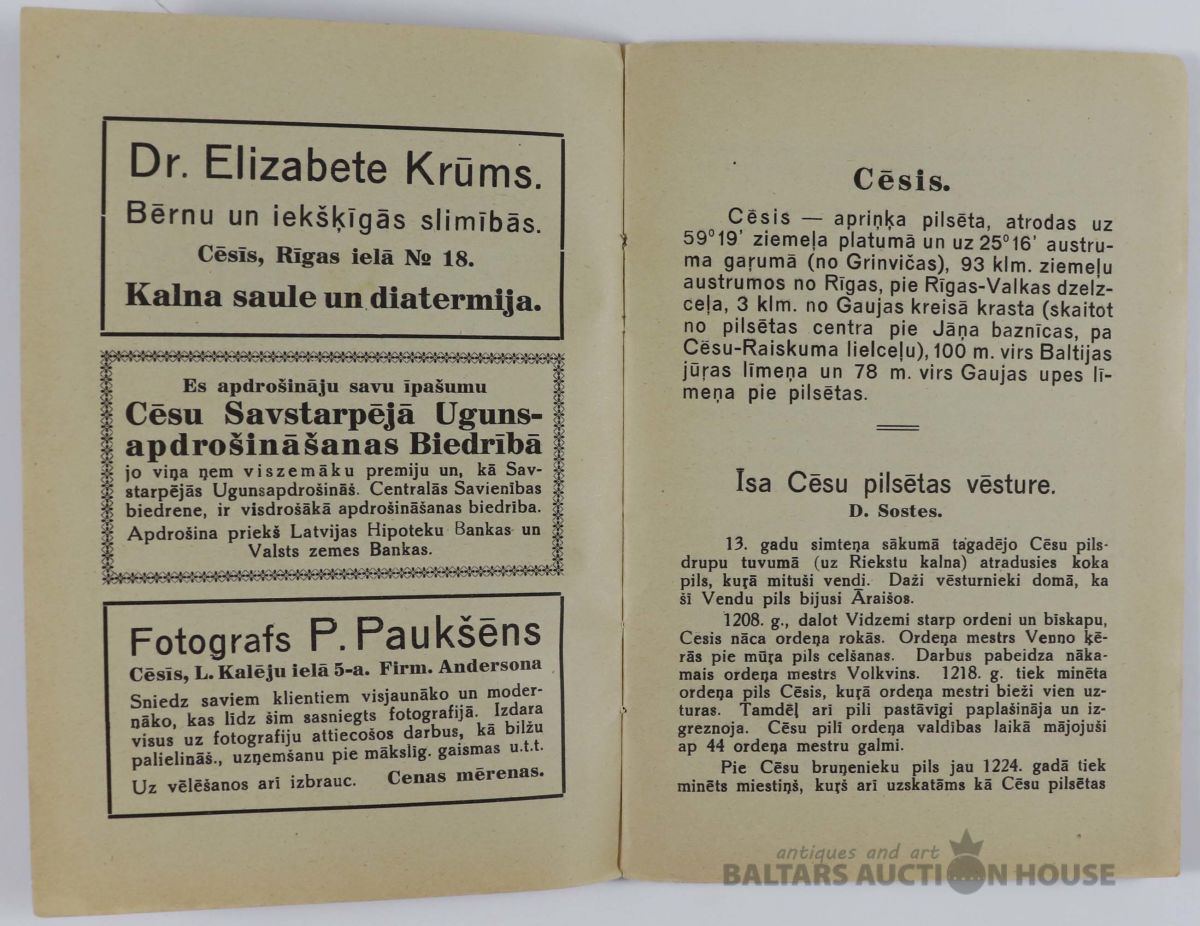 Dr. Elizabete Krūms.
Bērnu un iekšķīgās slimībās.
Cēsīs, Rīgas ielā № 18.
Kalna saule un diatermija.
Es apdrošināju savu īpašumu
Cēsu Savstarpējā Uguns-
apdrošināšanas Biedrībā
jo viņa ņem viszemāku premiju un, kā Sav-
starpējās Ugunsapdrošināš. Centralās Savienības
biedrene, ir visdrošākā apdrošināšanas biedrība.
Apdrošina priekš Latvijas Hipoteku Bankas un
Valsts zemes Bankas.
Fotografs P. Paukšēns
Cēsīs, L. Kalēju ielā 5-a. Firm. Andersona
Sniedz saviem klientiem visjaunāko un moder-
nāko, kas līdz šim sasniegts fotografijā. Izdara
visus uz fotografiju attiecošos darbus, kā bilžu
palielināš., uzņemšanu pie mākslīg. gaismas u.t.t.
Uz vēlēšanos arī izbrauc. Cenas mērenas.
Cēsis.
Cēsis — apriņķa pilsēta, atrodas uz
59°19' ziemeļa platumā un uz 25°16' austru-
ma gaŗumā (no Grinvičas), 93 klm. ziemeļu
austrumos no Rīgas, pie Rīgas-Valkas dzelz-
ceļa, 3 klm. no Gaujas kreisā krasta (skaitot
no pilsētas centra pie Jāņa baznīcas, pa
Cēsu-Raiskuma lielceļu), 100 m. virs Baltijas
jūŗas līmeņa un 78 m. virs Gaujas upes lī-
meņa pie pilsētas.
Īsa Cēsu pilsētas vēsture.
D. Sostes.
13. gadu simteņa sākumā tagadējo Cēsu pils-
drupu tuvumā (uz Riekstu kalna) atradusies koka
pils, kuŗā mituši vendi. Daži vēsturnieki domā, ka
šī Vendu pils bijusi Āraišos.
1208. g., dalot Vidzemi starp ordeni un bīskapu,
Cesis nāca ordeņa rokās. Ordeņa mestrs Venno ķē-
rās pie mūŗa pils celšanas. Darbus pabeidza nāka-
mais ordeņa mestrs Volkvins. 1218. g. tiek minēta
ordeņa pils Cēsis, kuŗā ordeņa mestri bieži vien uz-
turas. Tamdēļ arī pili pastāvīgi paplašināja un iz-
greznoja. Cēsu pilī ordeņa valdības laikā mājojuši
ap 44 ordeņa mestru galmi.
Pie Cēsu bruņenieku pils jau 1224. gadā tiek
minēts miestiņš, kuŗš arī uzskatāms kā Cēsu pilsētas
antiques and art
BALTARS AUCTION HOUSE